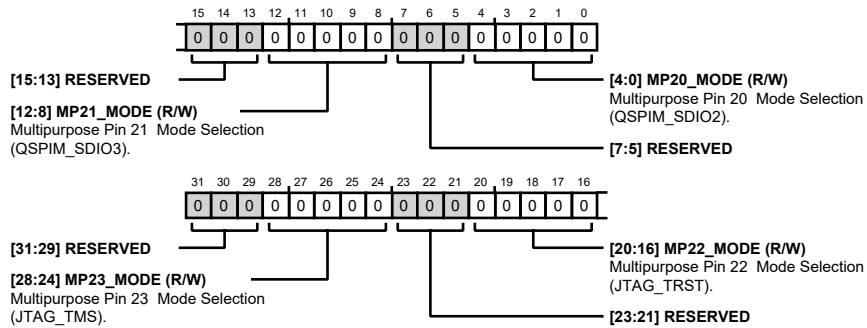 15 14 13 12 11 10 9 8 7 6 5 4 3 2 1 0
0 0 0 0 0 0 0 0 0 0 0 0 0 0 0 0
[15:13] RESERVED
[12:8] MP21_MODE (R/W)
Multipurpose Pin 21 Mode Selection
(QSPIM_SDIO3).
[4:0] MP20_MODE (R/W)
Multipurpose Pin 20 Mode Selection
(QSPIM_SDIO2).
[7:5] RESERVED
31 30 29 28 27 26 25 24 23 22 21 20 19 18 17 16
0 0 0 0 0 0 0 0 0 0 0 0 0 0 0 0
[31:29] RESERVED
[28:24] MP23_MODE (R/W)
Multipurpose Pin 23 Mode Selection
(JTAG_TMS).
[20:16] MP22_MODE (R/W)
Multipurpose Pin 22 Mode Selection
(JTAG_TRST).
[23:21] RESERVED